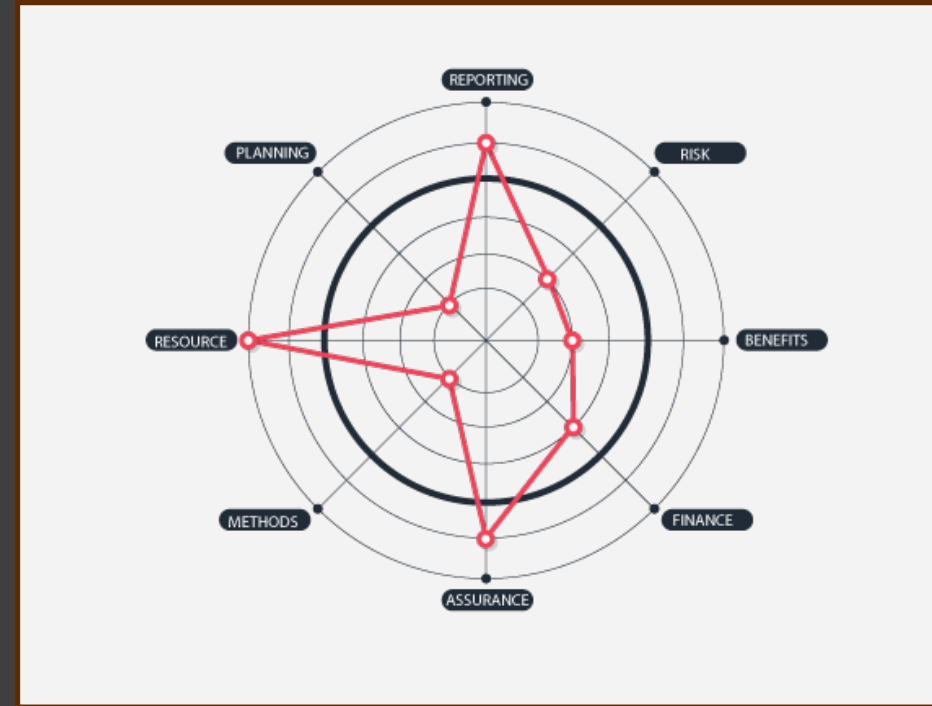 REPORTING
PLANNING
RISK
RESOURCE
BENEFITS
METHODS
FINANCE
ASSURANCE